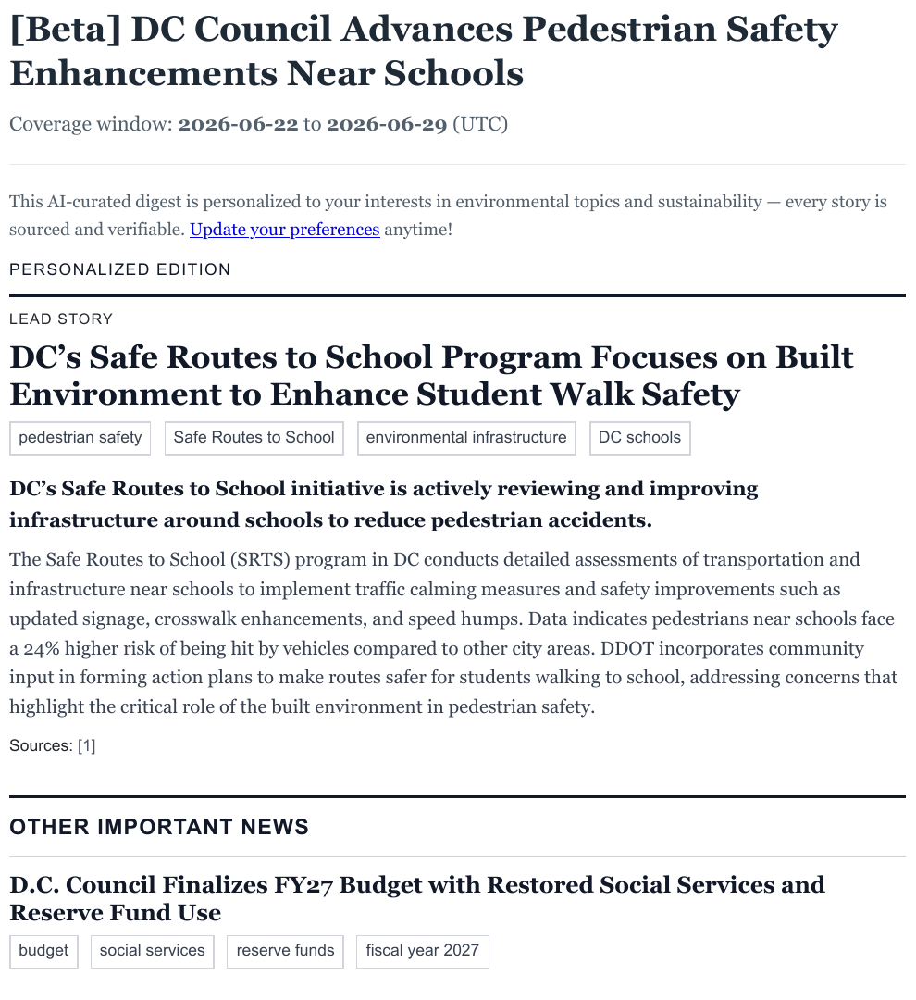 [Beta] DC Council Advances Pedestrian Safety
Enhancements Near Schools
Coverage window: 2026-06-22 to 2026-06-29 (UTC)
This AI-curated digest is personalized to your interests in environmental topics and sustainability — every story is
sourced and verifiable. Update your preferences anytime!
PERSONALIZED EDITION
LEAD STORY
DC’s Safe Routes to School Program Focuses on Built
Environment to Enhance Student Walk Safety
pedestrian safety Safe Routes to School environmental infrastructure DC schools
DC’s Safe Routes to School initiative is actively reviewing and improving
infrastructure around schools to reduce pedestrian accidents.
The Safe Routes to School (SRTS) program in DC conducts detailed assessments of transportation and
infrastructure near schools to implement traffic calming measures and safety improvements such as
updated signage, crosswalk enhancements, and speed humps. Data indicates pedestrians near schools face
a 24% higher risk of being hit by vehicles compared to other city areas. DDOT incorporates community
input in forming action plans to make routes safer for students walking to school, addressing concerns that
highlight the critical role of the built environment in pedestrian safety.
Sources: [1]
OTHER IMPORTANT NEWS
D.C. Council Finalizes FY27 Budget with Restored Social Services and
Reserve Fund Use
budget social services reserve funds fiscal year 2027